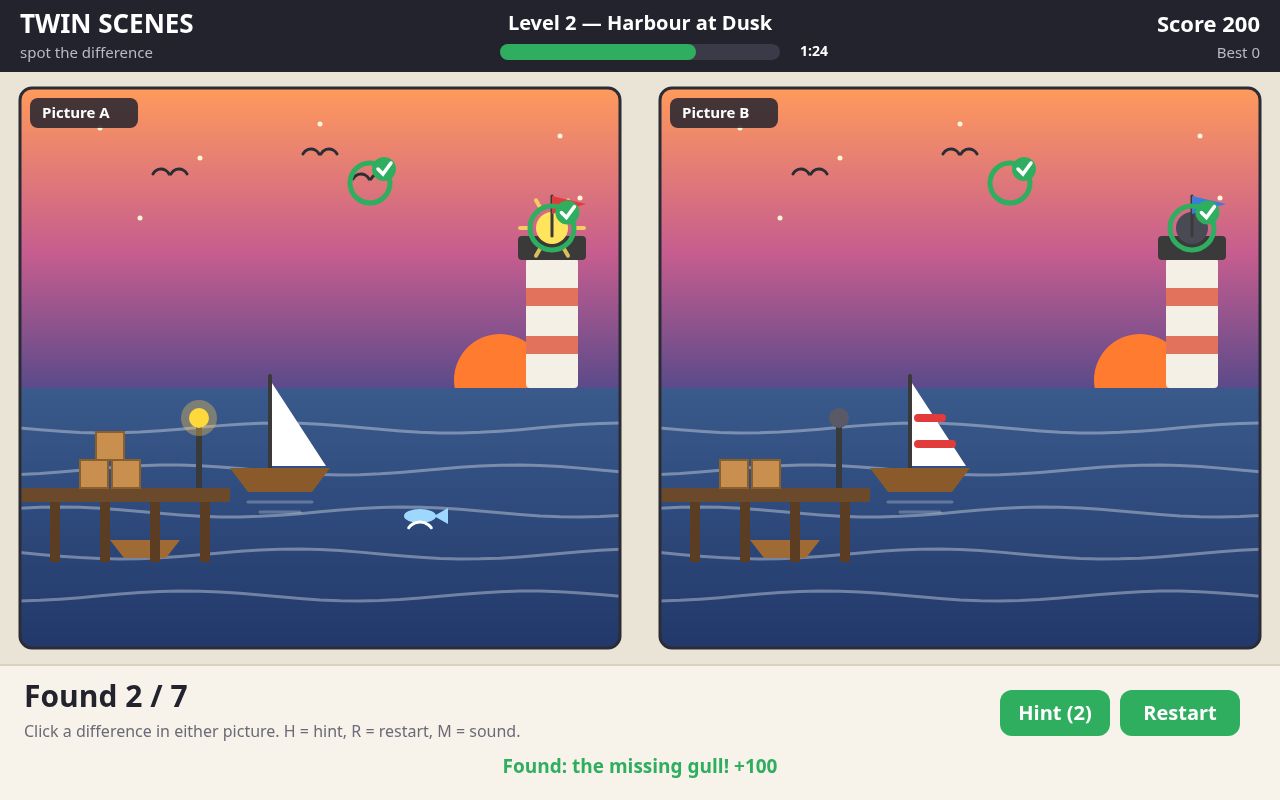 TWIN SCENES
spot the difference
Level 2 — Harbour at Dusk
1:24
Score 200
Best 0
Picture A
Picture B
Found 2 / 7
Click a difference in either picture. H = hint, R = restart, M = sound.
Hint (2)
Restart
Found: the missing gull! +100